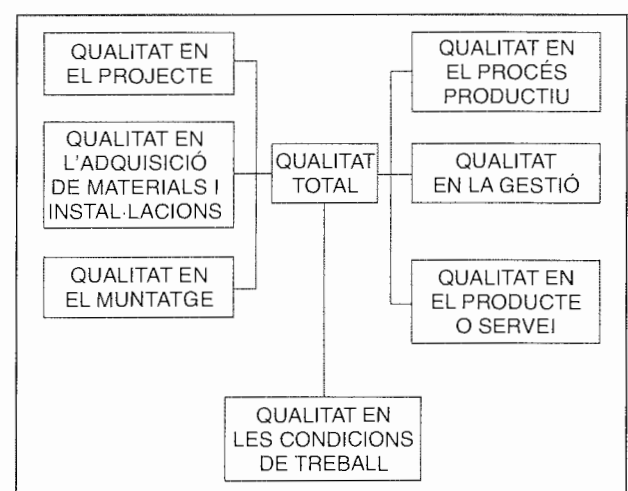 QUALITAT EN
EL PROJECTE
QUALITAT EN
L'ADQUISICIÓ
DE MATERIALS I
INSTAL·LACIONS
QUALITAT EN
EL MUNTATGE
QUALITAT
TOTAL
QUALITAT EN
EL PROCÉS
PRODUCTIU
QUALITAT
EN LA GESTIÓ
QUALITAT EN
EL PRODUCTE
O SERVEI
QUALITAT EN
LES CONDICIONS
DE TREBALL